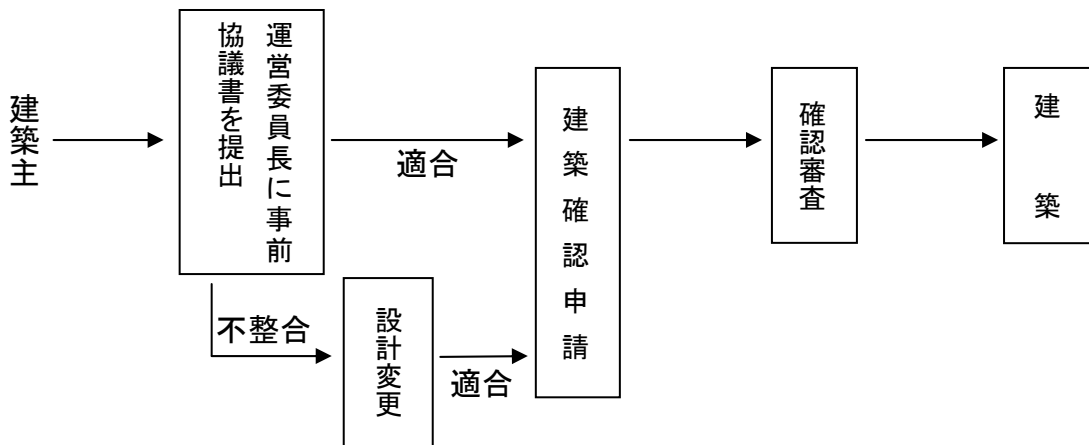 建築主
運営委員長に事前
協議書を提出
適合
不整合
設計変更
適合
建築確認申請
確認審査
建築